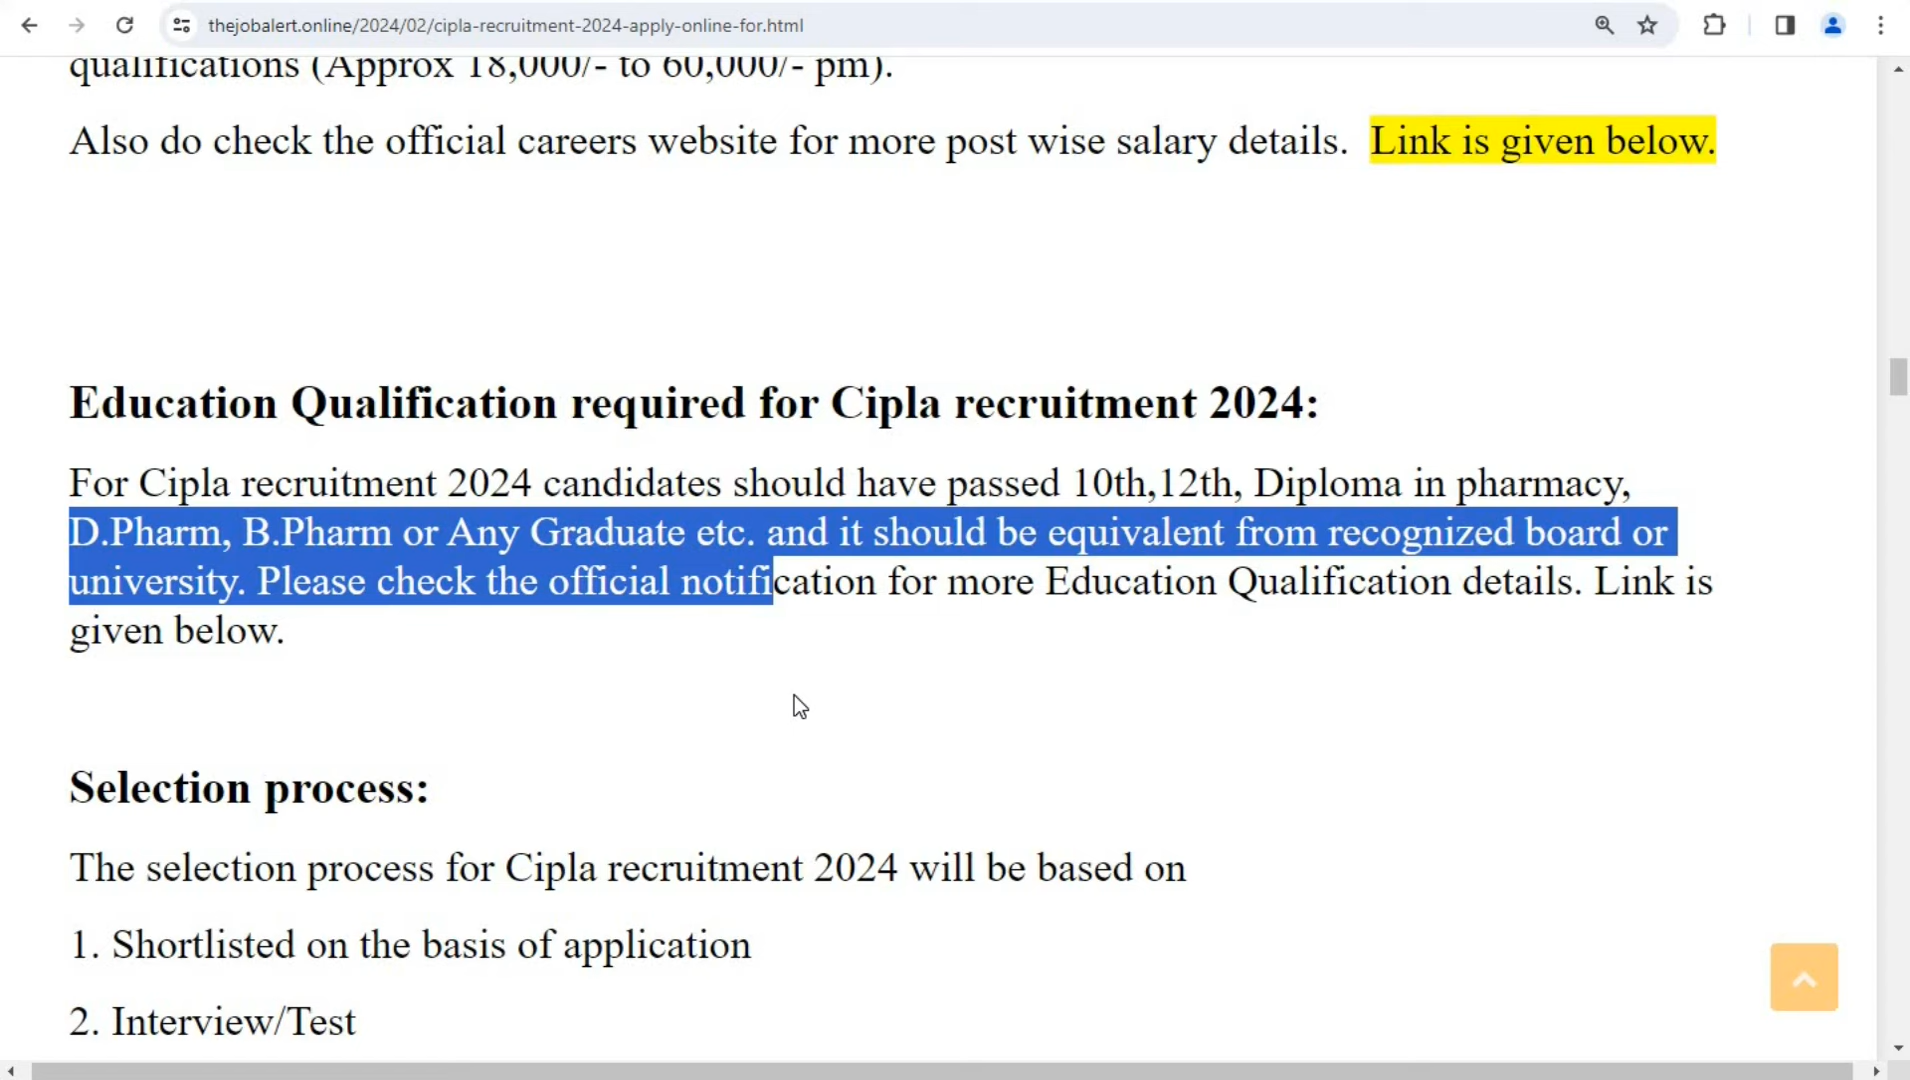 thejobalert.online/2024/02/cipla-recruitment-2024-apply-online-for.html
qualifications (Approx 18,000/- to 60,000/- pm).
Also do check the official careers website for more post wise salary details. Link is given below.
Education Qualification required for Cipla recruitment 2024:
For Cipla recruitment 2024 candidates should have passed 10th,12th, Diploma in pharmacy,
D.Pharm, B.Pharm or Any Graduate etc. and it should be equivalent from recognized board or
university. Please check the official notification for more Education Qualification details. Link is
given below.
Selection process:
The selection process for Cipla recruitment 2024 will be based on
1. Shortlisted on the basis of application
2. Interview/Test